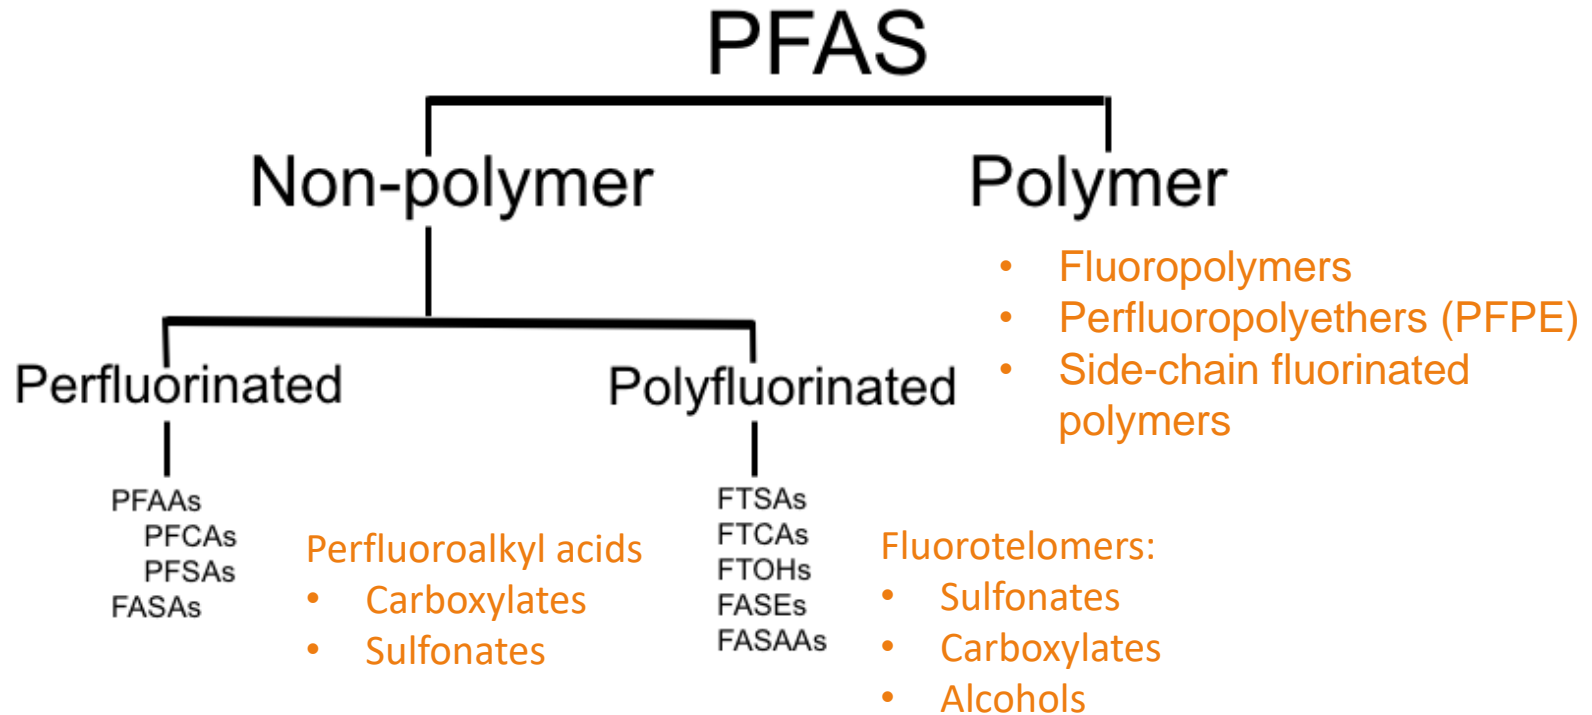 PFAS
Non-polymer
Polymer
• Fluoropolymers
• Perfluoropolyethers (PFPE)
• Side-chain fluorinated
polymers
Perfluorinated
Polyfluorinated
PFAAs
PFCAs
PFSAs
FASAs
Perfluoroalkyl acids
• Carboxylates
• Sulfonates
FTSAs
FTCAs
FTOHs
FASEs
FASAAs
Fluorotelomers:
• Sulfonates
• Carboxylates
• Alcohols